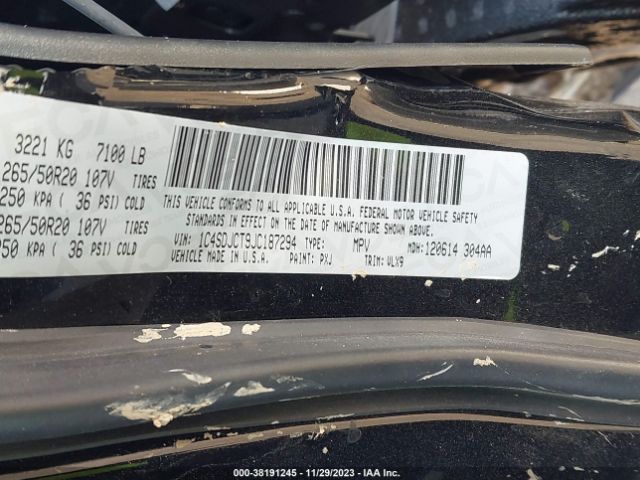 3221 KG 7100 LB
265/50R20 107V TIRES
250 KPA ( 36 PSI) COLD
265/50R20 107V TIRES
250 KPA ( 36 PSI) COLD
THIS VEHICLE CONFORMS TO ALL APPLICABLE U.S.A. FEDERAL MOTOR VEHICLE SAFETY
STANDARDS IN EFFECT ON THE DATE OF MANUFACTURE SHOWN ABOVE.
VIN: 1C4SDJCT9JC187294 TYPE: MPV MDH: 120614 304AA
VEHICLE MADE IN U.S.A. PAINT: PXJ TRIM: VLX9
000-38191245 - 11/29/2023 - IAA Inc.